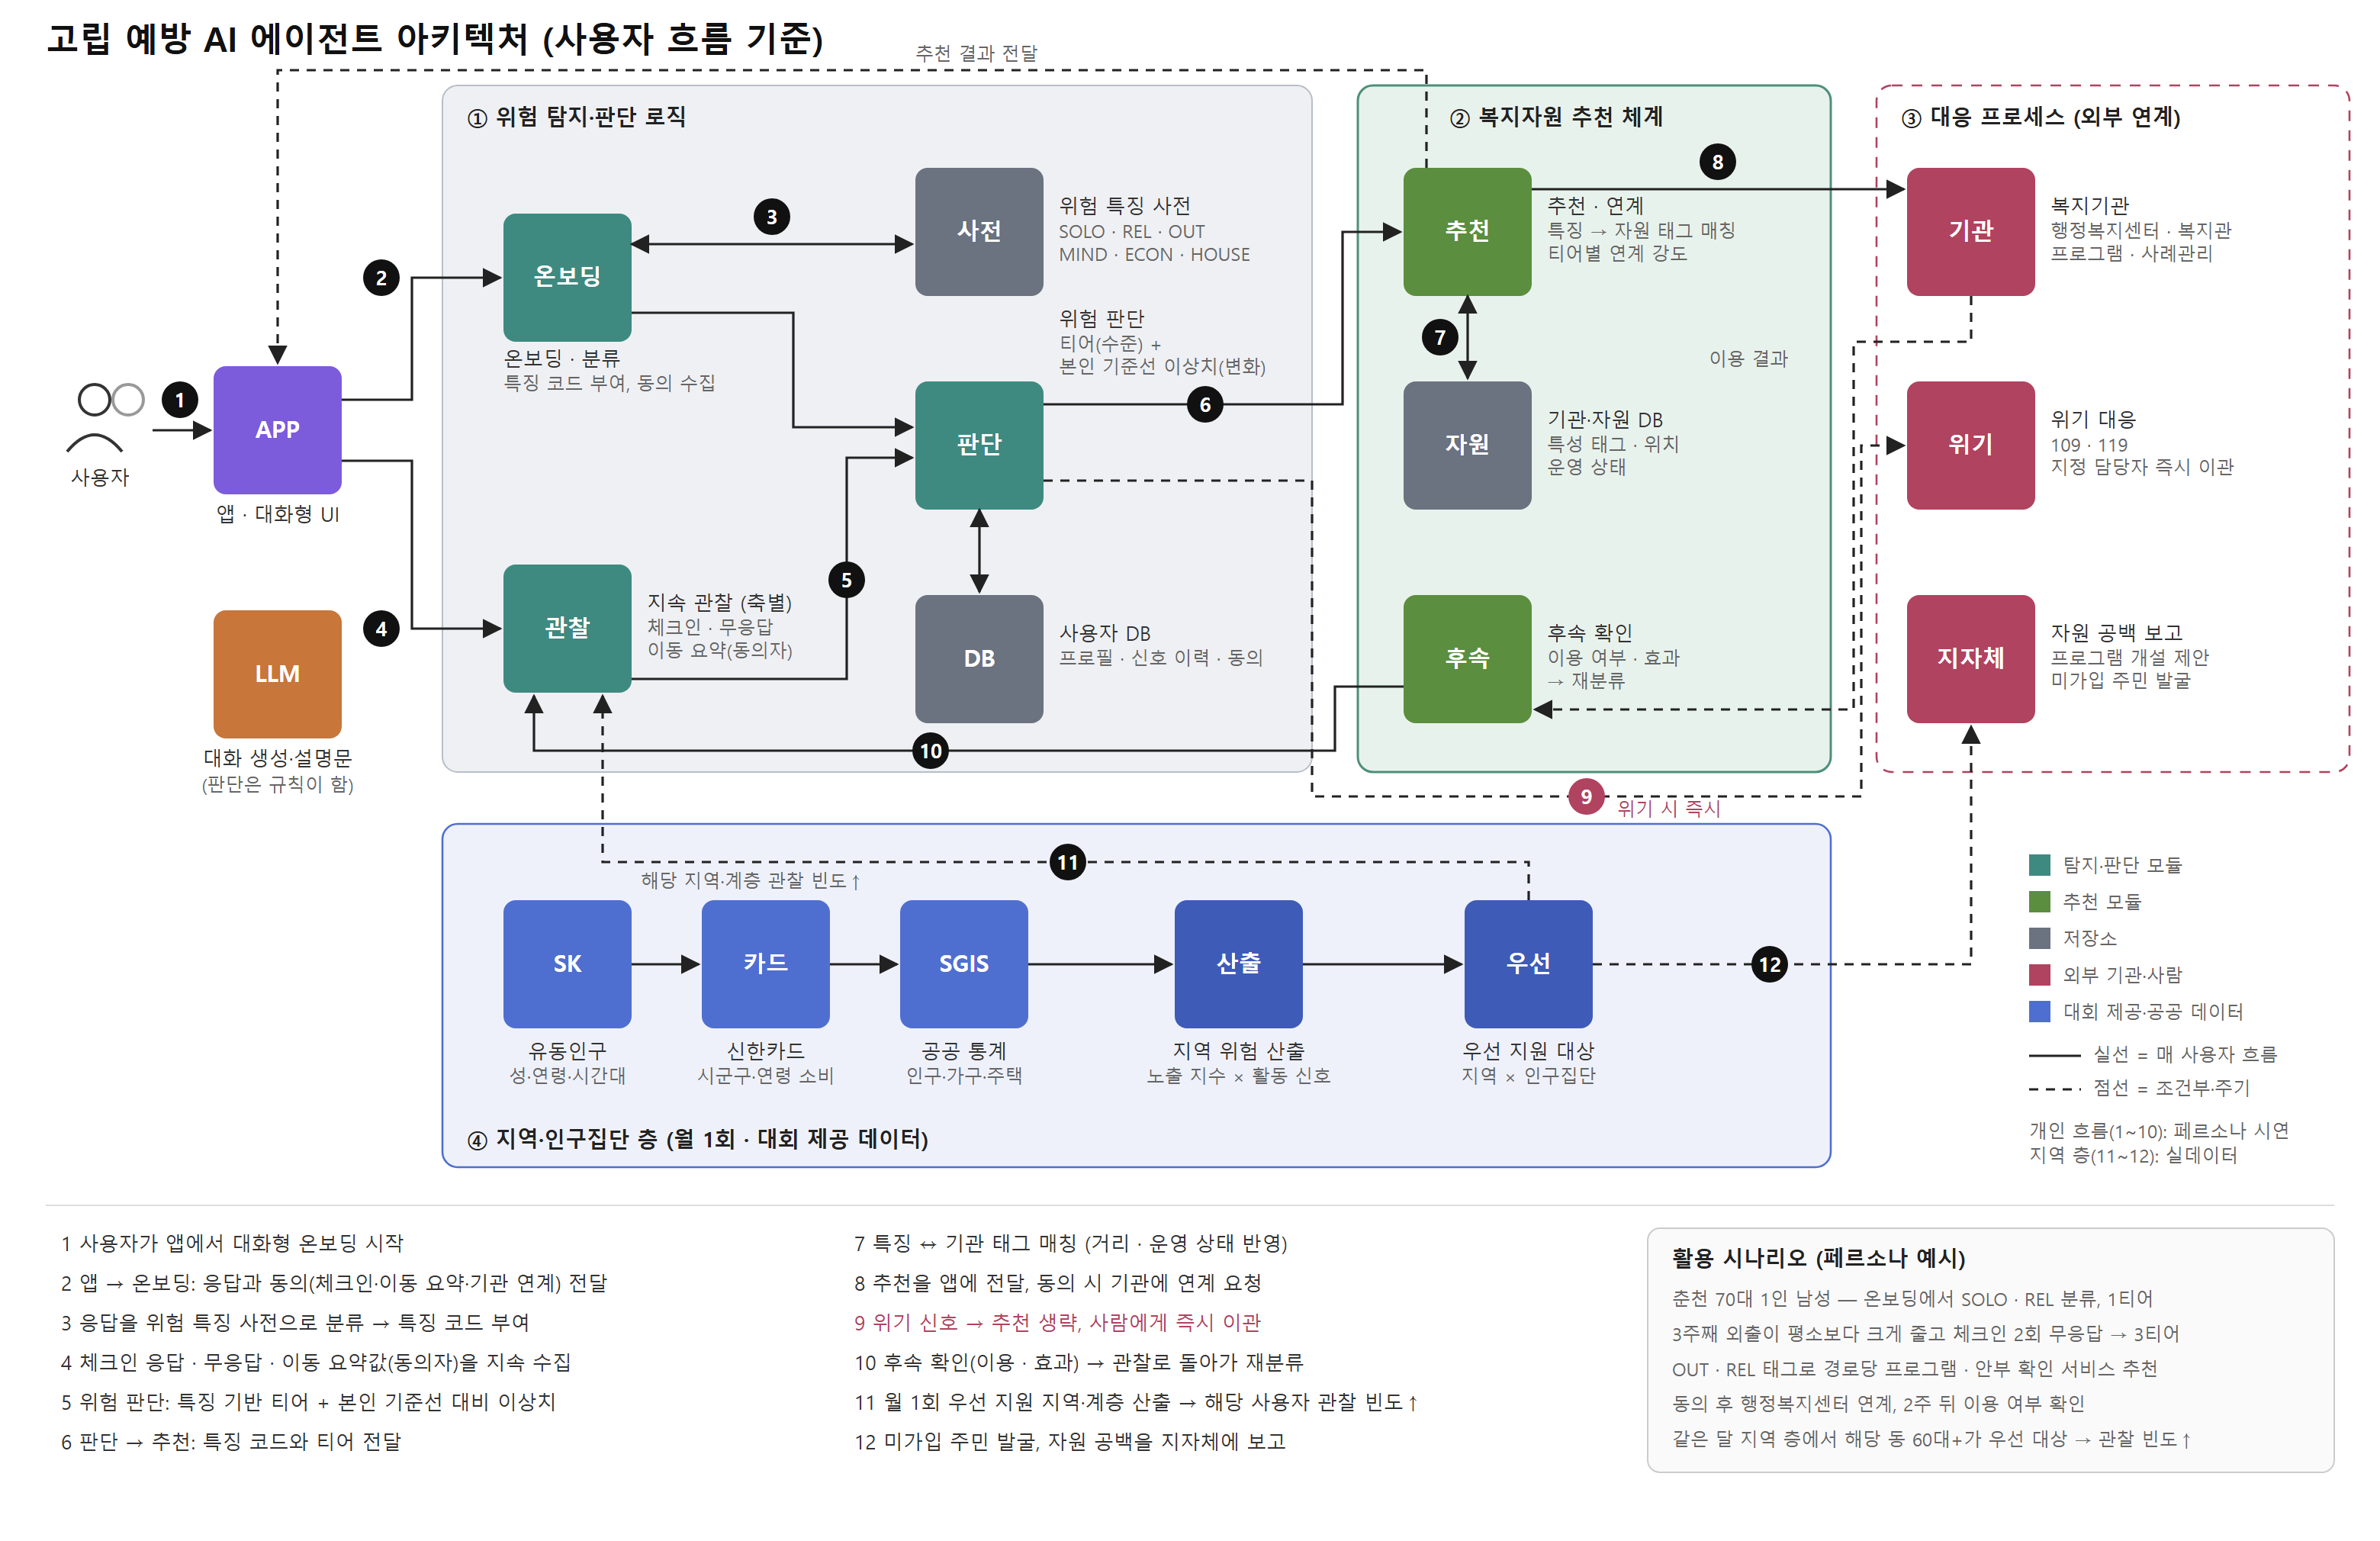 고립 예방 AI 에이전트 아키텍처 (사용자 흐름 기준)
추천 결과 전달
① 위험 탐지·판단 로직
② 복지자원 추천 체계
③ 대응 프로세스 (외부 연계)
사용자
1
APP
앱 · 대화형 UI
LLM
대화 생성·설명문
(판단은 규칙이 함)
2
4
온보딩
온보딩 · 분류
특징 코드 부여, 동의 수집
3
사전
위험 특징 사전
SOLO · REL · OUT
MIND · ECON · HOUSE
위험 판단
티어(수준) +
본인 기준선 이상치(변화)
판단
6
관찰
지속 관찰 (축별)
체크인 · 무응답
이동 요약(동의자)
5
DB
사용자 DB
프로필 · 신호 이력 · 동의
10
추천
추천 · 연계
특징 → 자원 태그 매칭
티어별 연계 강도
8
7
이용 결과
자원
기관·자원 DB
특성 태그 · 위치
운영 상태
후속
후속 확인
이용 여부 · 효과
→ 재분류
기관
복지기관
행정복지센터 · 복지관
프로그램 · 사례관리
위기
위기 대응
109 · 119
지정 담당자 즉시 이관
지자체
자원 공백 보고
프로그램 개설 제안
미가입 주민 발굴
9
위기 시 즉시
11
해당 지역·계층 관찰 빈도↑
SK
유동인구
성·연령·시간대
카드
신한카드
시군구·연령 소비
SGIS
공공 통계
인구·가구·주택
산출
지역 위험 산출
노출 지수 × 활동 신호
우선
우선 지원 대상
지역 × 인구집단
12
④ 지역·인구집단 층 (월 1회 · 대회 제공 데이터)
탐지·판단 모듈
추천 모듈
저장소
외부 기관·사람
대회 제공·공공 데이터
실선 = 매 사용자 흐름
점선 = 조건부·주기
개인 흐름(1~10): 페르소나 시연
지역 층(11~12): 실데이터
1 사용자가 앱에서 대화형 온보딩 시작
2 앱 → 온보딩: 응답과 동의(체크인·이동 요약·기관 연계) 전달
3 응답을 위험 특징 사전으로 분류 → 특징 코드 부여
4 체크인 응답 · 무응답 · 이동 요약값(동의자)을 지속 수집
5 위험 판단: 특징 기반 티어 + 본인 기준선 대비 이상치
6 판단 → 추천: 특징 코드와 티어 전달
7 특징 ↔ 기관 태그 매칭 (거리 · 운영 상태 반영)
8 추천을 앱에 전달, 동의 시 기관에 연계 요청
9 위기 신호 → 추천 생략, 사람에게 즉시 이관
10 후속 확인(이용 · 효과) → 관찰로 돌아가 재분류
11 월 1회 우선 지원 지역·계층 산출 → 해당 사용자 관찰 빈도↑
12 미가입 주민 발굴, 자원 공백을 지자체에 보고
활용 시나리오 (페르소나 예시)
춘천 70대 1인 남성 — 온보딩에서 SOLO · REL 분류, 1티어
3주째 외출이 평소보다 크게 줄고 체크인 2회 무응답 → 3티어
OUT · REL 태그로 경로당 프로그램 · 안부 확인 서비스 추천
동의 후 행정복지센터 연계, 2주 뒤 이용 여부 확인
같은 달 지역 층에서 해당 동 60대+가 우선 대상 → 관찰 빈도↑